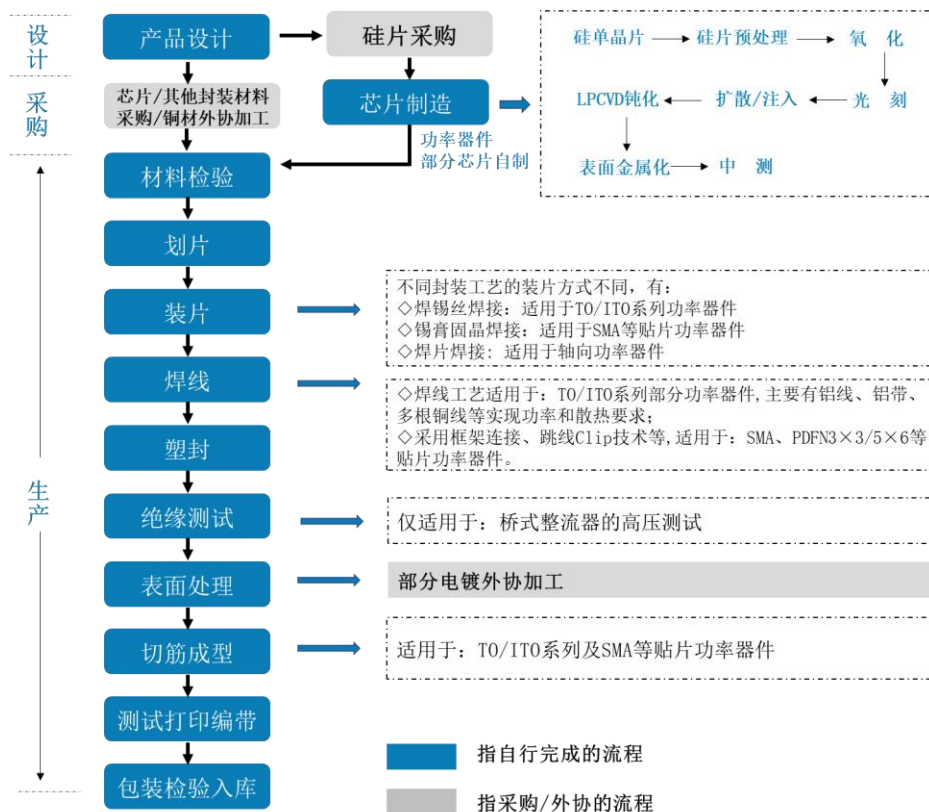 设计
采购
生产
产品设计
硅片采购
芯片/其他封装材料
采购/铜材外协加工
芯片制造
功率器件
部分芯片自制
硅单晶片
硅片预处理
氧 化
LPCVD钝化
扩散/注入
光 刻
表面金属化
中 测
材料检验
划片
装片
不同封装工艺的装片方式不同，有：
◇焊锡丝焊接：适用于TO/ITO系列功率器件
◇锡膏固晶焊接：适用于SMA等贴片功率器件
◇焊片焊接：适用于轴向功率器件
焊线
◇焊线工艺适用于：TO/ITO系列部分功率器件,主要有铝线、铝带、
多根铜线等实现功率和散热要求；
◇采用框架连接、跳线Clip技术等,适用于：SMA、PDFN3×3/5×6等
贴片功率器件。
塑封
绝缘测试
仅适用于：桥式整流器的高压测试
表面处理
部分电镀外协加工
切筋成型
适用于：TO/ITO系列及SMA等贴片功率器件
测试打印编带
包装检验入库
指自行完成的流程
指采购/外协的流程